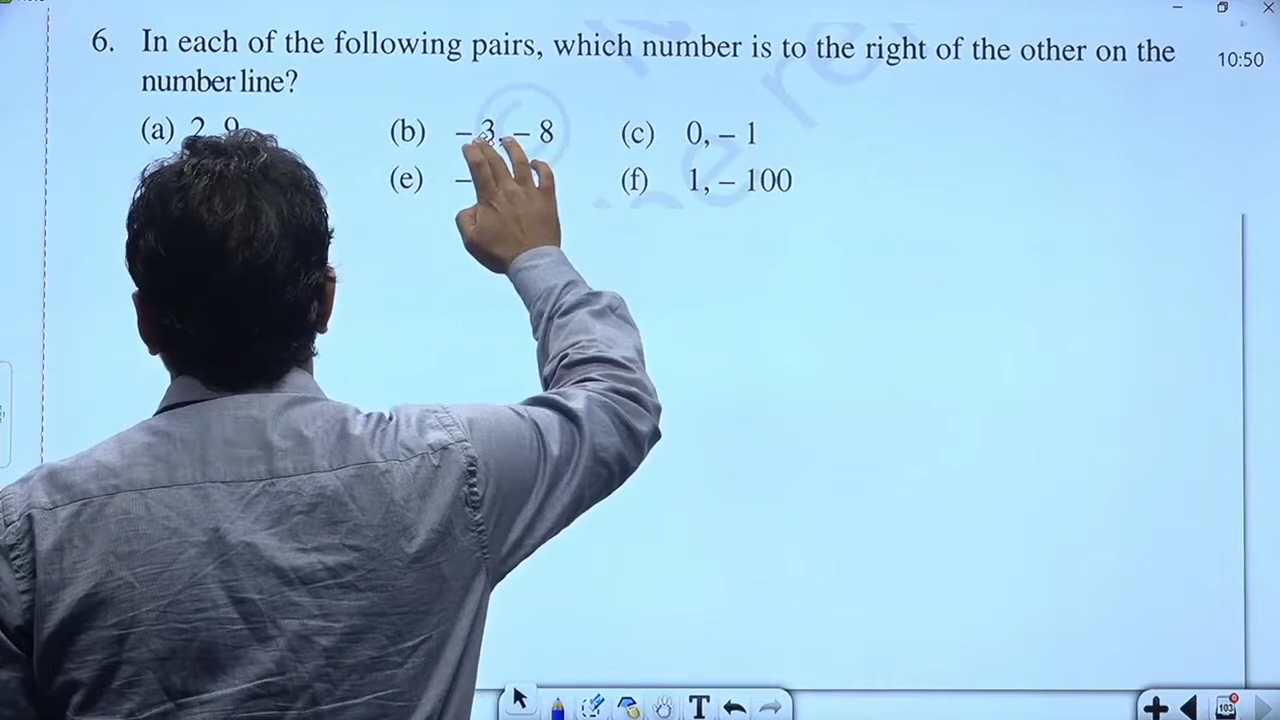 6. In each of the following pairs, which number is to the right of the other on the
10:50
number line?
(a) 2, 9
(b) – 3, – 8
(c) 0, – 1
(e) –
(f) 1, – 100
T
103